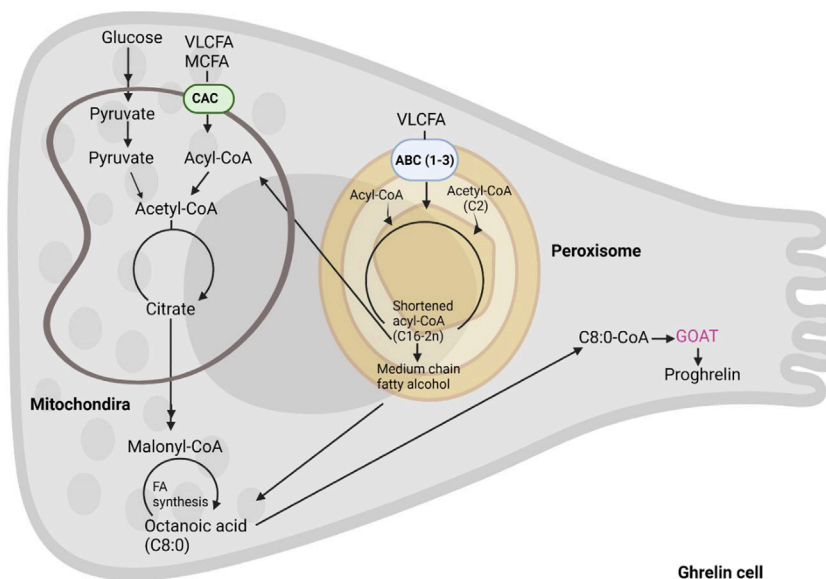 Glucose
VLCFA
MCFA
CAC
Pyruvate
Pyruvate
Acyl-CoA
Acetyl-CoA
Citrate
Mitochondira
Malonyl-CoA
FA
synthesis
Octanoic acid
(C8:0)
VLCFA
ABC (1-3)
Acyl-CoA
Acetyl-CoA
(C2)
Shortened
acyl-CoA
(C16-2n)
Medium chain
fatty alcohol
Peroxisome
C8:0-CoA
GOAT
Proghrelin
Ghrelin cell